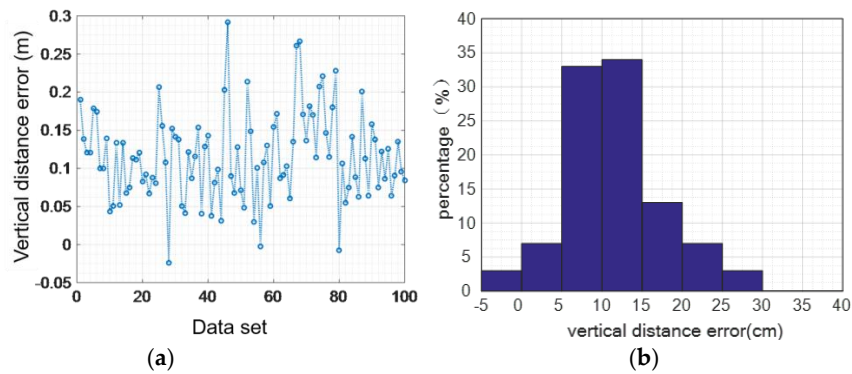 0.3
0.25
0.2
0.15
0.1
0.05
0
-0.05
Vertical distance error (m)
0 20 40 60 80 100
Data set
(a)
40
35
30
25
20
15
10
5
0
percentage（%）
-5 0 5 10 15 20 25 30 35 40
vertical distance error(cm)
(b)